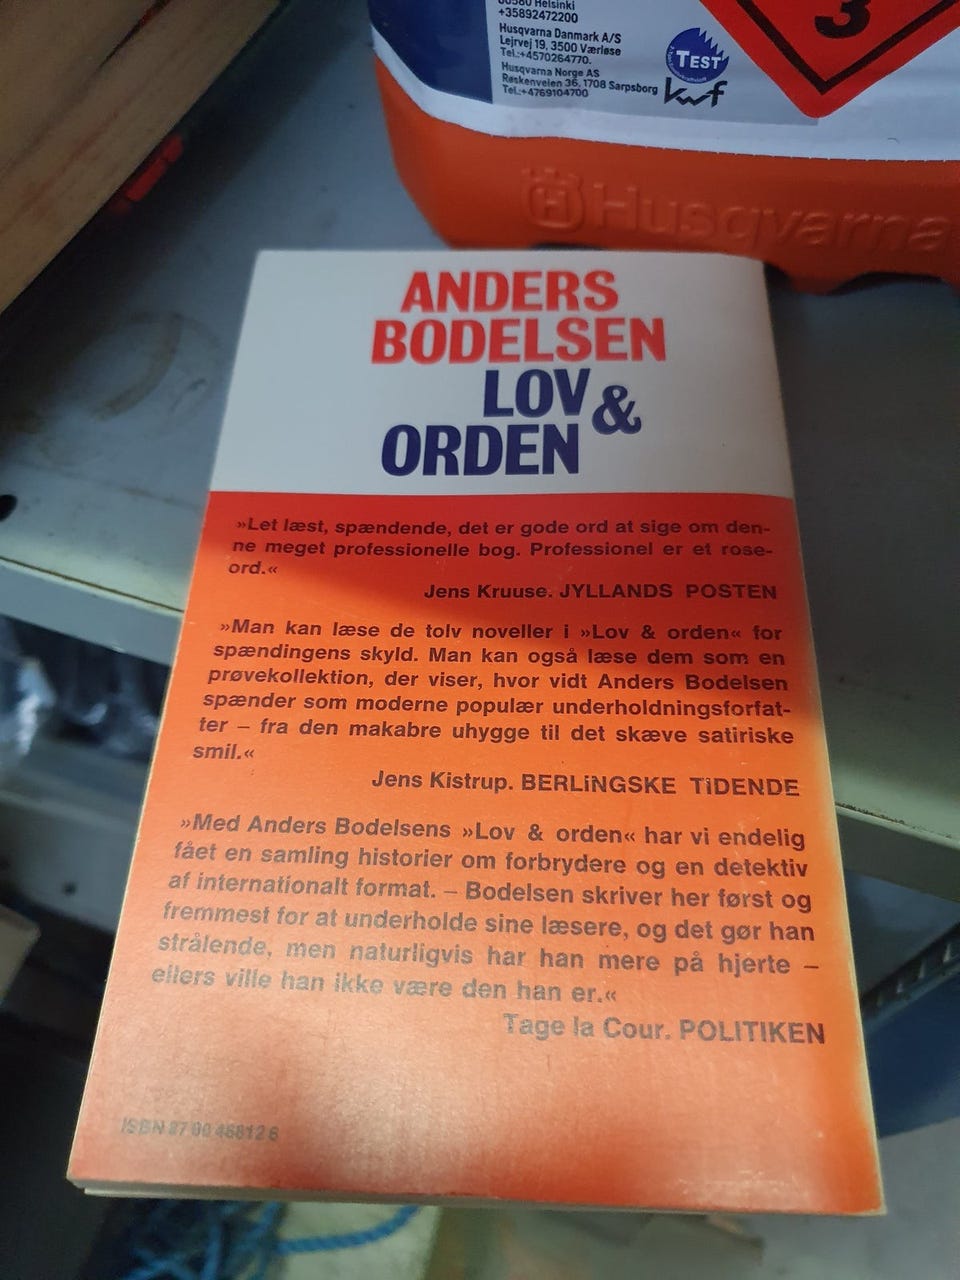 00580 Helsinki
+35892472200
Husqvarna Danmark A/S
Lejrvej 19, 3500 Værløse
Tel.:+4570264770.
Husqvarna Norge AS
Røskenveien 36, 1708 Sarpsborg
Tel.:+4769104700
TEST
kwf
3
Husqvarna
ANDERS
BODELSEN
LOV &
ORDEN
»Let læst, spændende, det er gode ord at sige om den-
ne meget professionelle bog. Professionel er et rose-
ord.«
Jens Kruuse. JYLLANDS POSTEN
»Man kan læse de tolv noveller i »Lov & orden« for
spændingens skyld. Man kan også læse dem som en
prøvekollektion, der viser, hvor vidt Anders Bodelsen
spænder som moderne populær underholdningsforfat-
ter – fra den makabre uhygge til det skæve satiriske
smil.«
Jens Kistrup. BERLiNGSKE TiDENDE
»Med Anders Bodelsens »Lov & orden« har vi endelig
fået en samling historier om forbrydere og en detektiv
af internationalt format. – Bodelsen skriver her først og
fremmest for at underholde sine læsere, og det gør han
strålende, men naturligvis har han mere på hjerte –
ellers ville han ikke være den han er.«
Tage la Cour. POLITIKEN
ISBN 87 00 46812 6